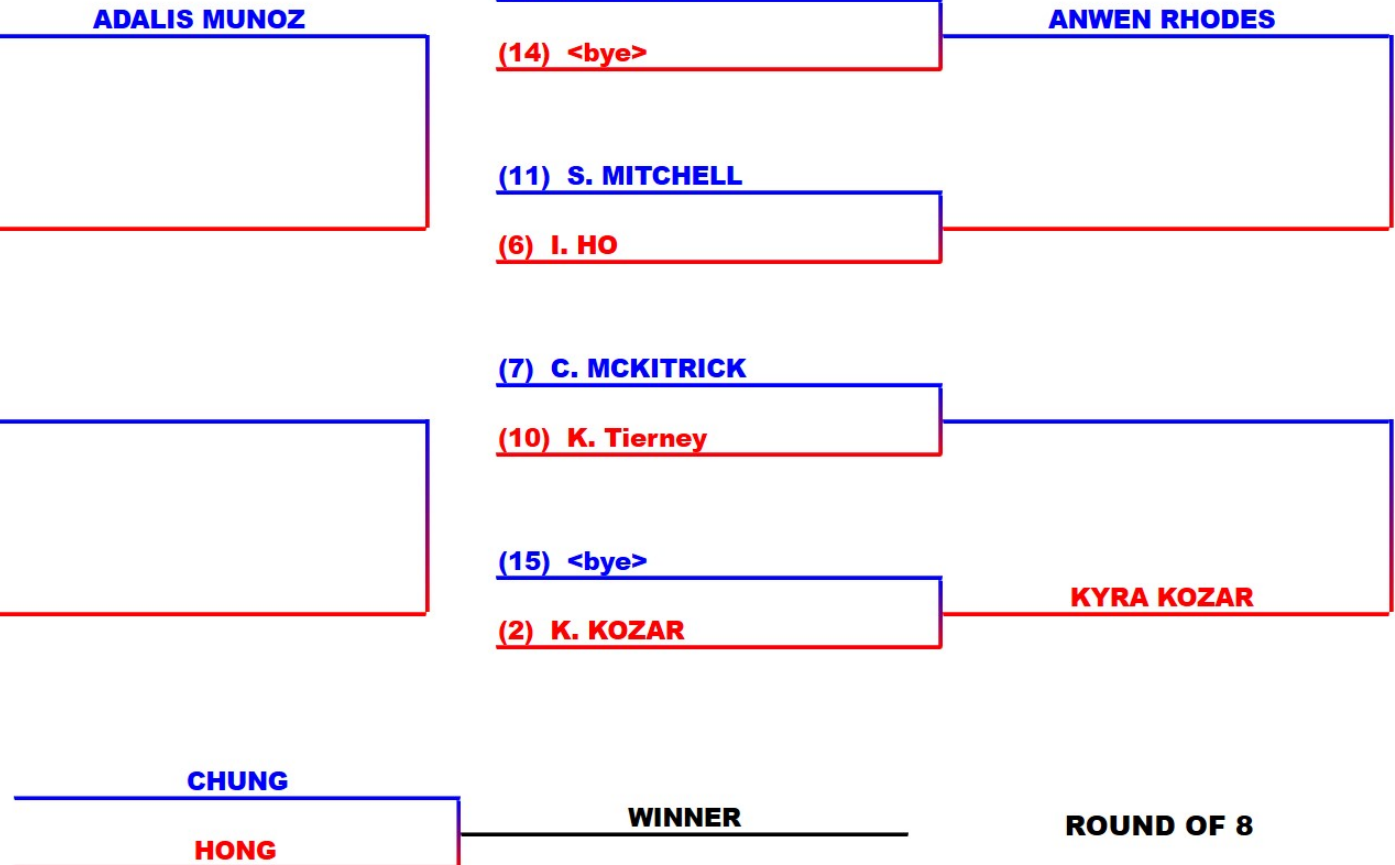 ADALIS MUNOZ
ANWEN RHODES
(14) <bye>
(11) S. MITCHELL
(6) I. HO
(7) C. MCKITRICK
(10) K. Tierney
(15) <bye>
KYRA KOZAR
(2) K. KOZAR
CHUNG
WINNER
ROUND OF 8
HONG